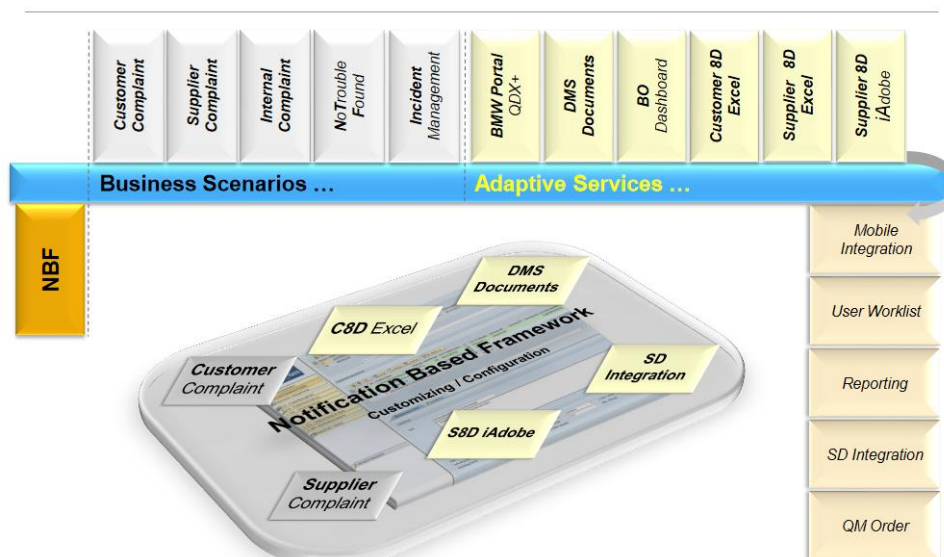 Customer
Complaint
Supplier
Complaint
Internal
Complaint
NoTrouble
Found
Incident
Management
BMW Portal
QDX+
DMS
Documents
BO
Dashboard
Customer 8D
Excel
Supplier 8D
Excel
Supplier 8D
iAdobe
Business Scenarios ...
Adaptive Services ...
NBF
Mobile
Integration
User Worklist
Reporting
SD Integration
QM Order
DMS
Documents
C8D Excel
Notification Based Framework
Customizing / Configuration
Customer
Complaint
SD
Integration
S8D iAdobe
Supplier
Complaint